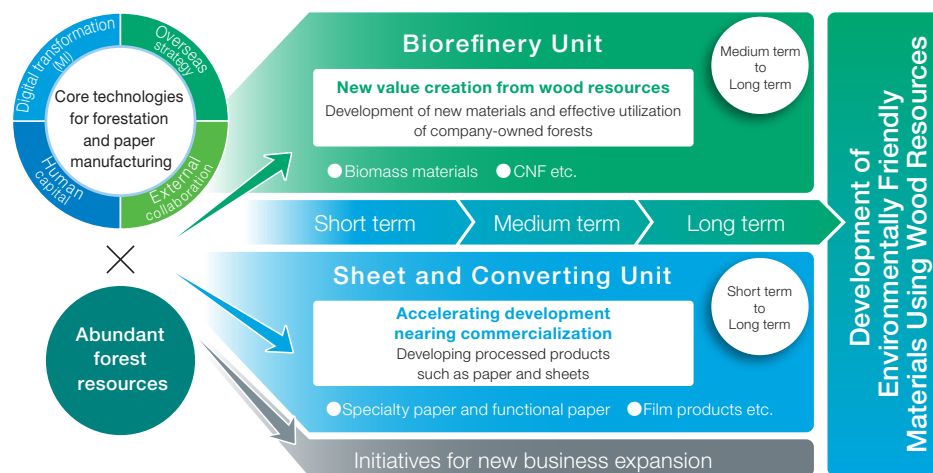 Digital transformation
(MI)
Overseas
strategy
Human
capital
External
collaboration
Core technologies
for forestation
and paper
manufacturing
×
Abundant
forest
resources
Biorefinery Unit
Medium term
to
Long term
New value creation from wood resources
Development of new materials and effective utilization
of company-owned forests
●Biomass materials ●CNF etc.
Short term Medium term Long term
Sheet and Converting Unit
Short term
to
Long term
Accelerating development
nearing commercialization
Developing processed products
such as paper and sheets
●Specialty paper and functional paper ●Film products etc.
Initiatives for new business expansion
Development of
Environmentally Friendly
Materials Using Wood Resources